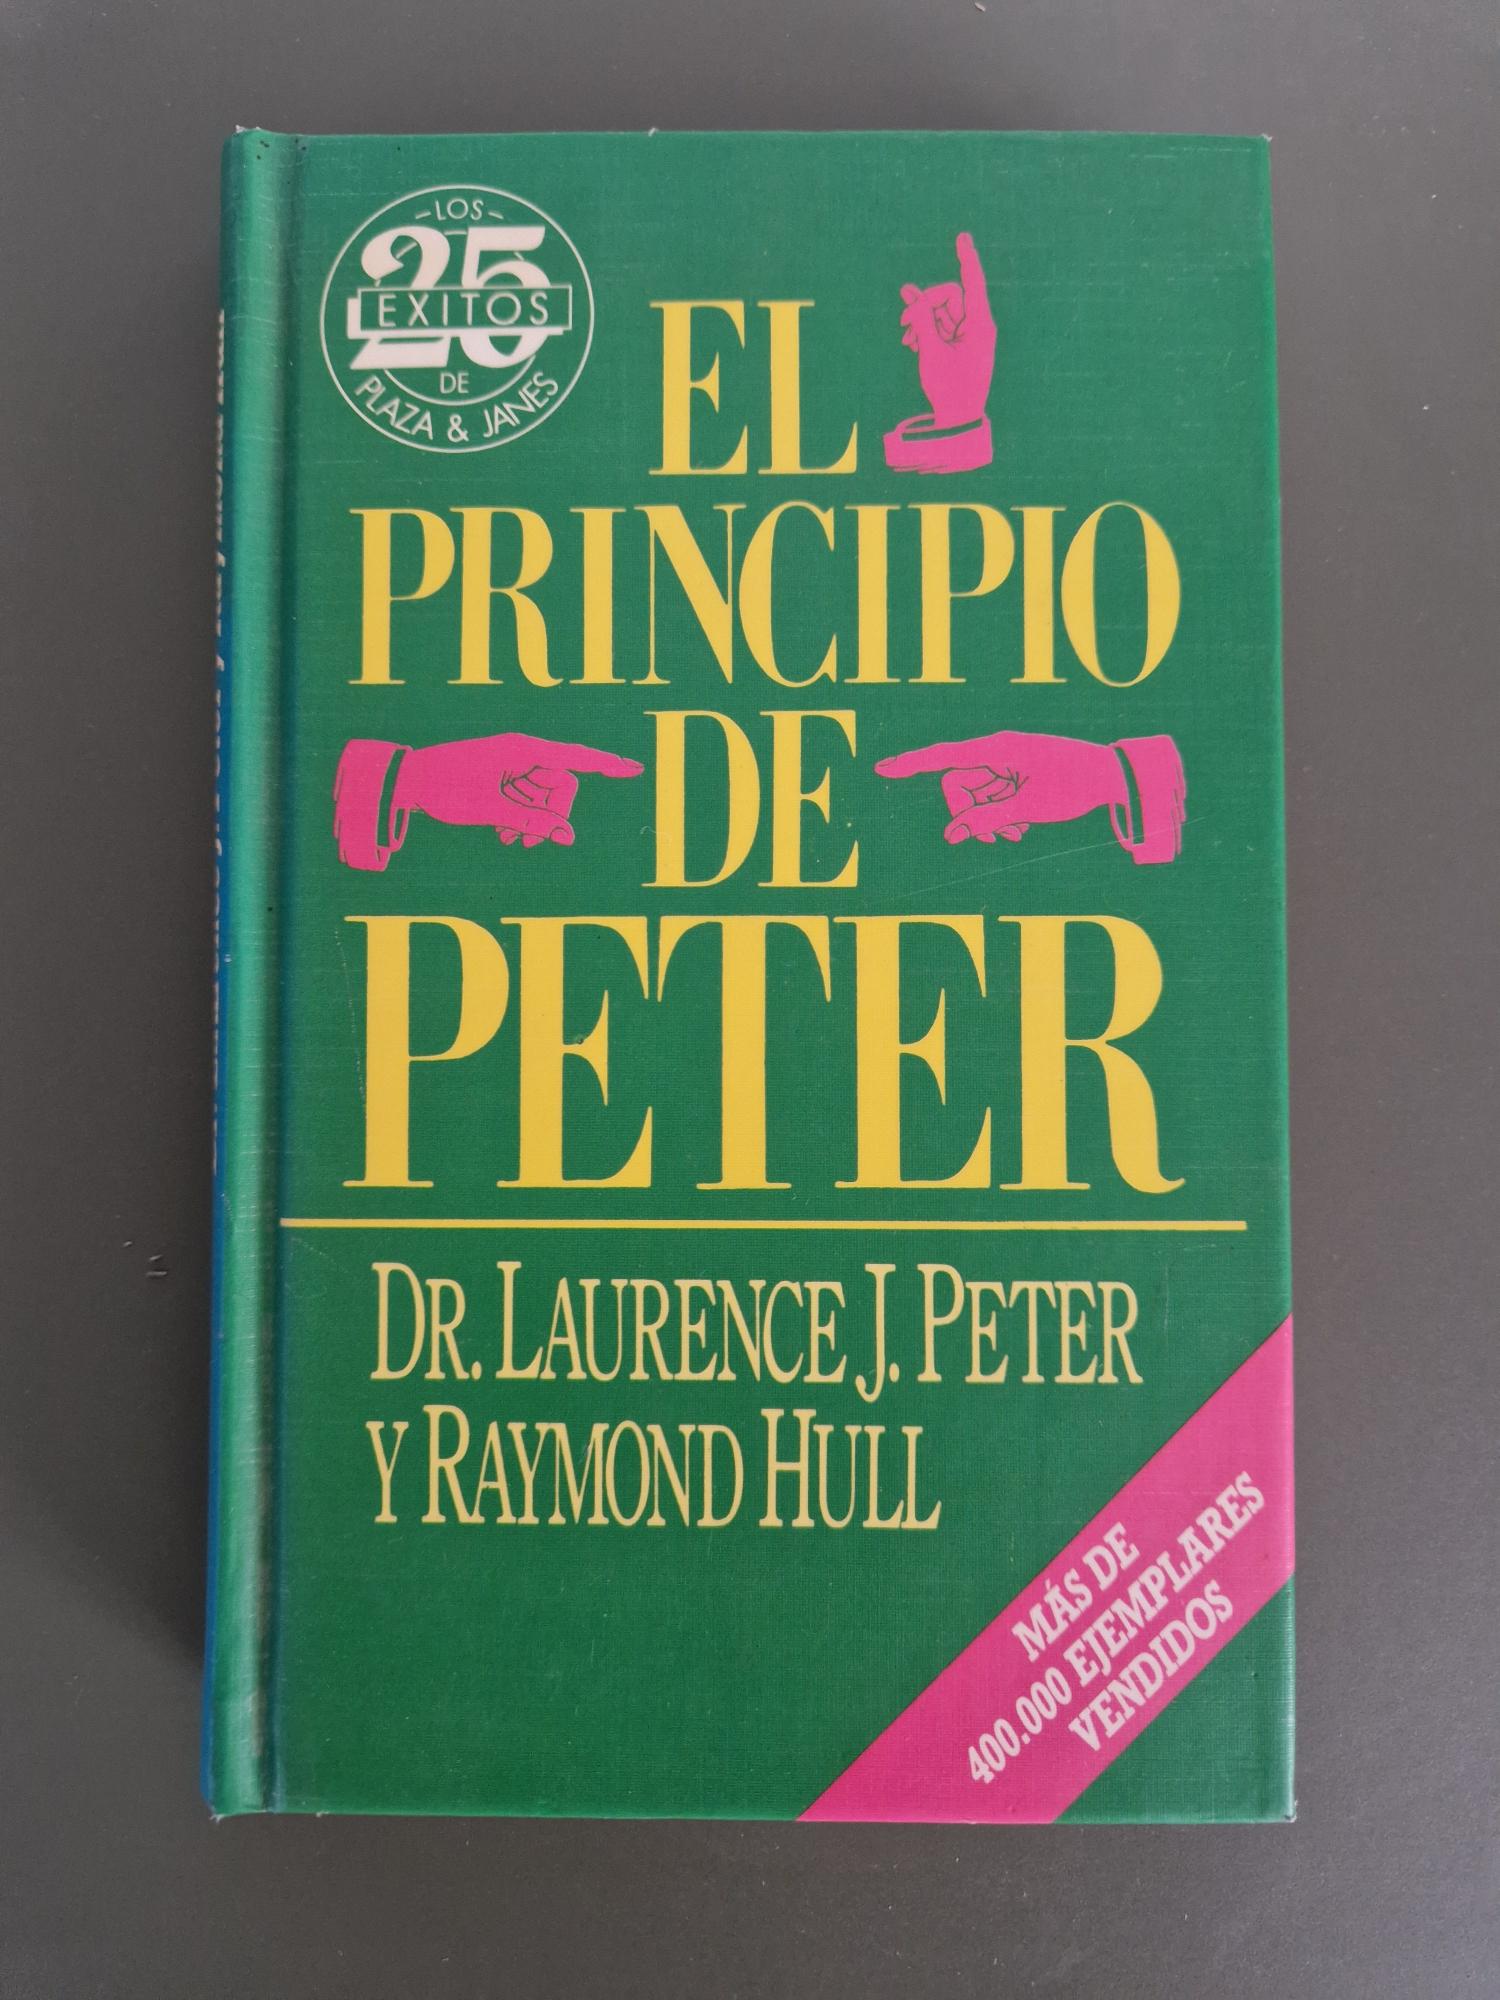 LOS
25
EXITOS
DE
PLAZA & JANES
EL
PRINCIPIO
DE
PETER
DR. LAURENCE J. PETER
Y RAYMOND HULL
MÁS DE
400.000 EJEMPLARES
VENDIDOS